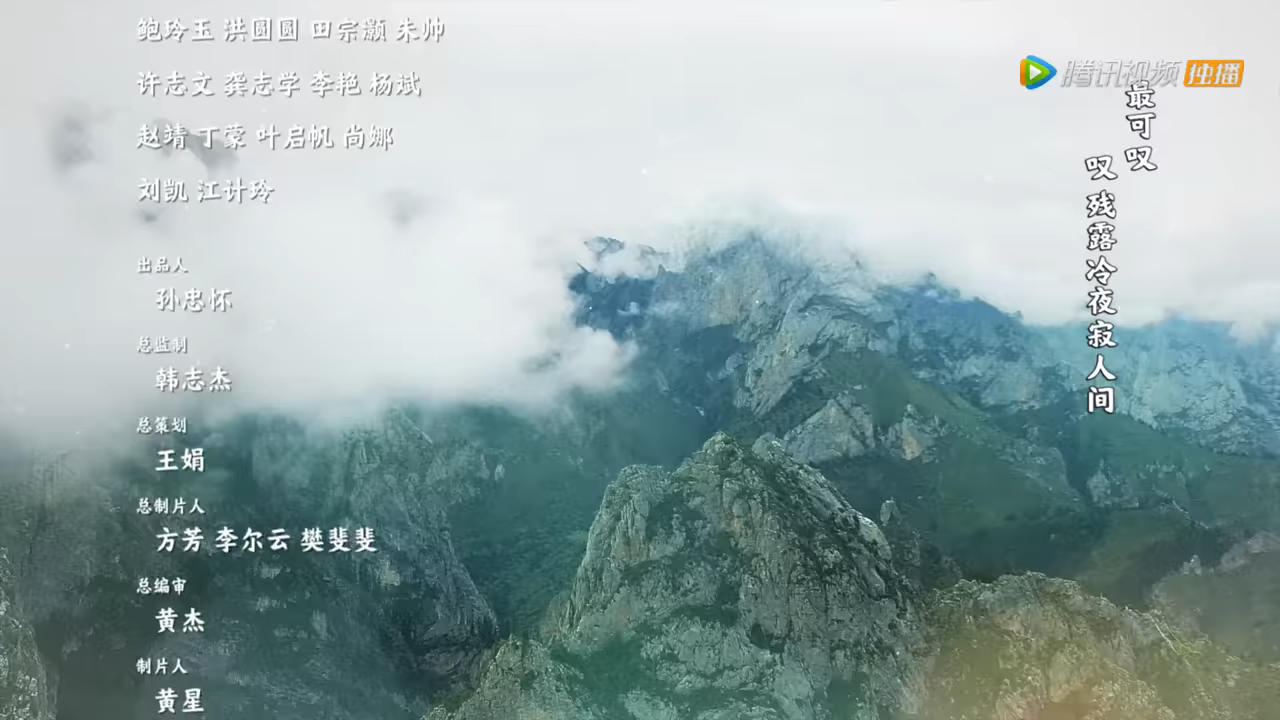 鲍玲玉 洪圆圆 田宗灏 朱帅
许志文 龚志学 李艳 杨斌
赵靖 丁蒙 叶启帆 尚娜
刘凯 江计玲
出品人
孙忠怀
总监制
韩志杰
总策划
王娟
总制片人
方芳 李尔云 樊斐斐
总编审
黄杰
制片人
黄星
腾讯视频 独播
最可叹
叹残露冷夜寂人间